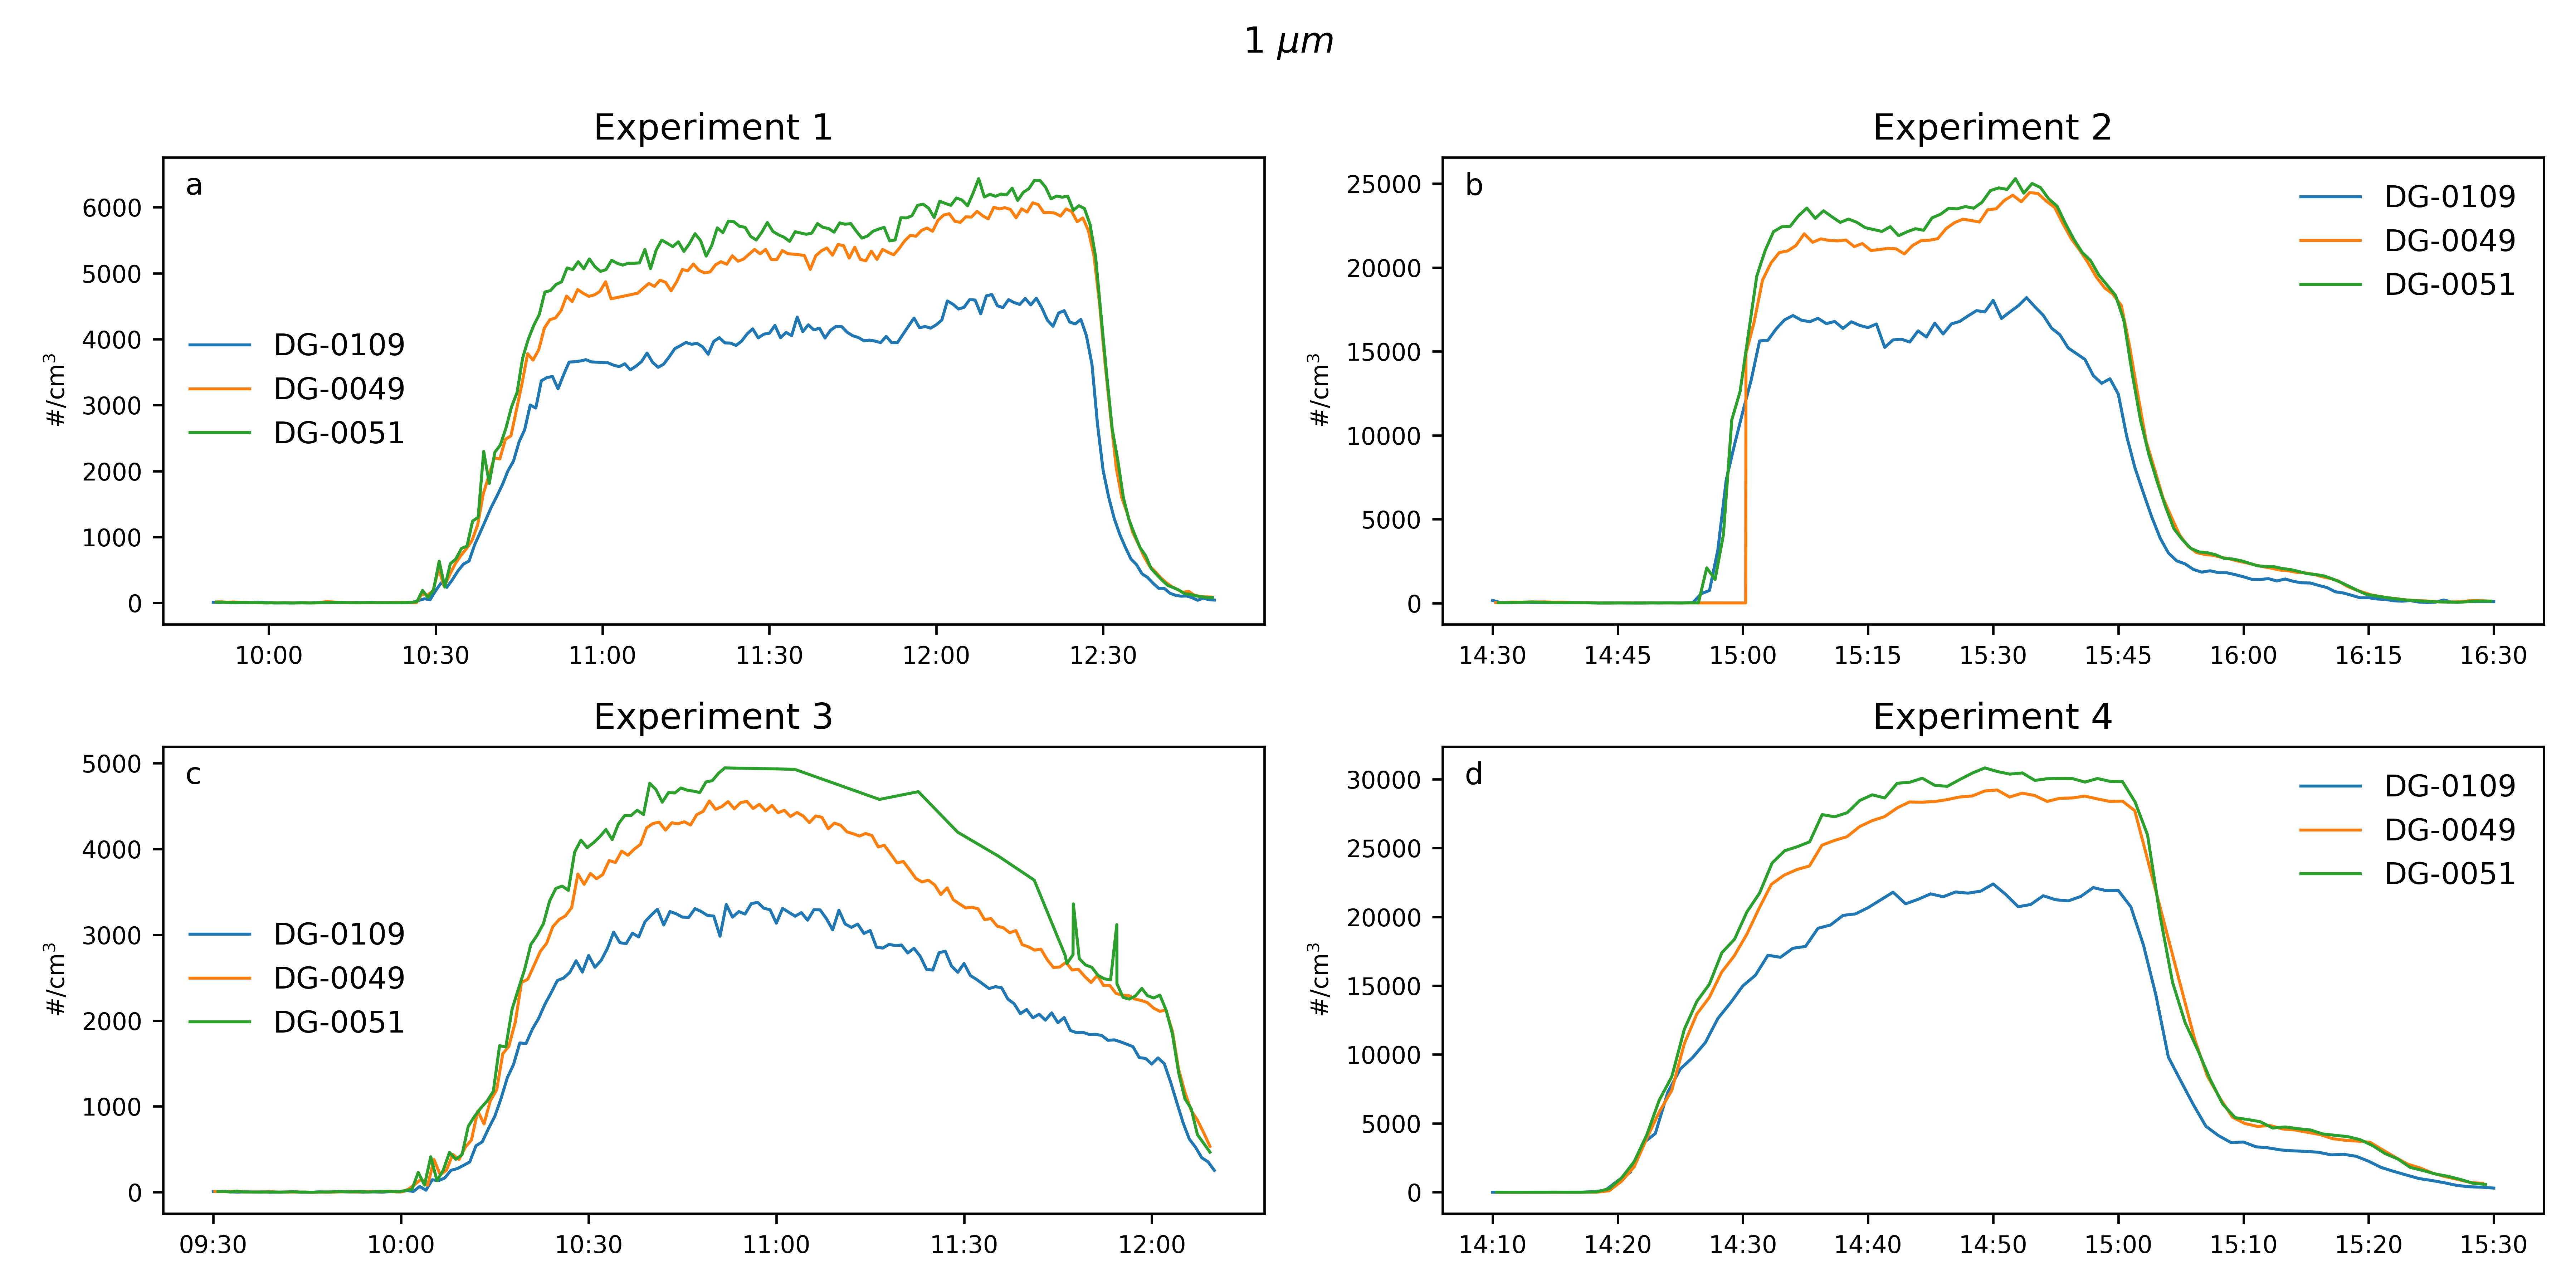 1 μm
Experiment 1
a
DG-0109
DG-0049
DG-0051
#/cm³
6000
5000
4000
3000
2000
1000
0
10:00 10:30 11:00 11:30 12:00 12:30
Experiment 2
b
DG-0109
DG-0049
DG-0051
#/cm³
25000
20000
15000
10000
5000
0
14:30 14:45 15:00 15:15 15:30 15:45 16:00 16:15 16:30
Experiment 3
c
DG-0109
DG-0049
DG-0051
#/cm³
5000
4000
3000
2000
1000
0
09:30 10:00 10:30 11:00 11:30 12:00
Experiment 4
d
DG-0109
DG-0049
DG-0051
#/cm³
30000
25000
20000
15000
10000
5000
0
14:10 14:20 14:30 14:40 14:50 15:00 15:10 15:20 15:30